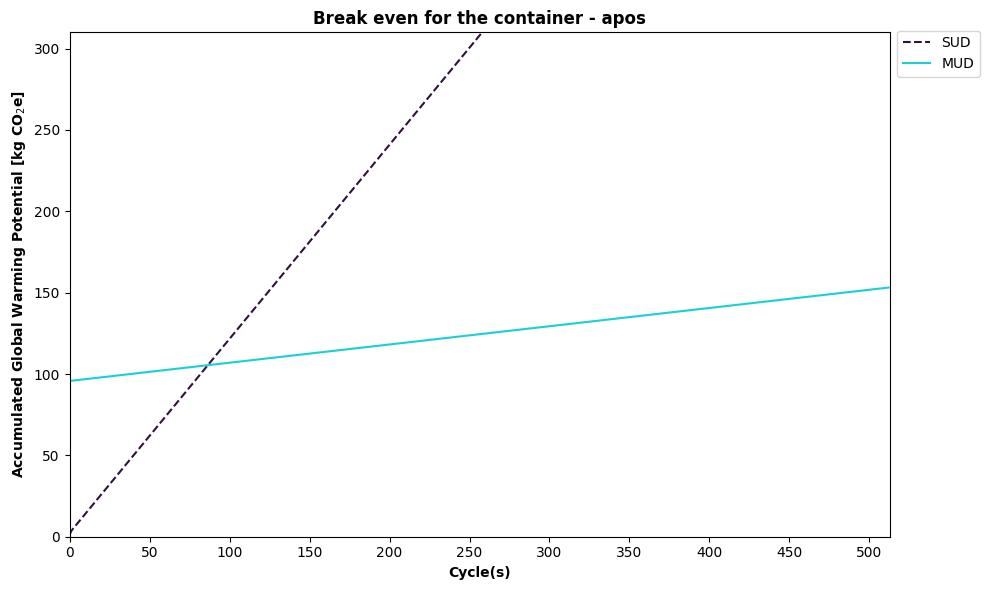 Break even for the container - apos
SUD
MUD
Accumulated Global Warming Potential [kg CO₂e]
300
250
200
150
100
50
0
0 50 100 150 200 250 300 350 400 450 500
Cycle(s)